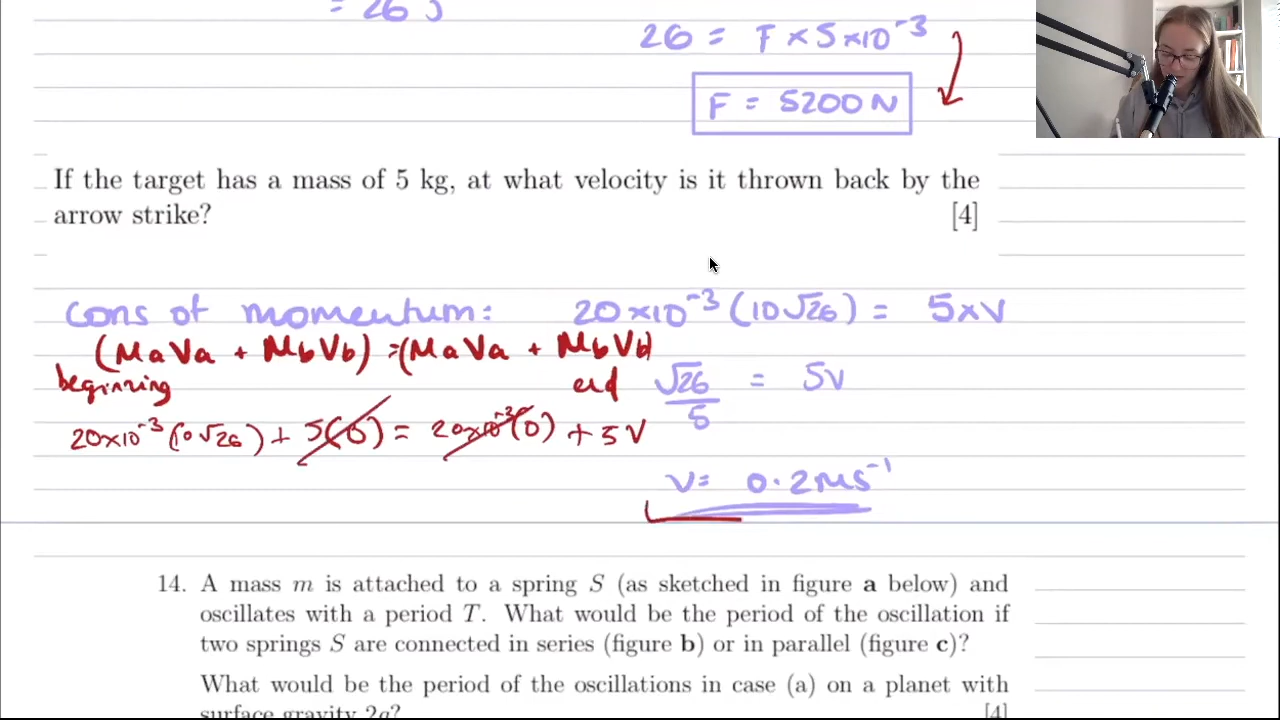 = 26 J
26 = F × 5×10⁻³
F = 5200 N
If the target has a mass of 5 kg, at what velocity is it thrown back by the
arrow strike? [4]
cons of momentum: 20×10⁻³ (10√26) = 5×V
(MaVa + MbVb) = (MaVa + MbVb)
beginning end
√26/5 = 5V
20×10⁻³ (10√26) + 5(0) = 20×10⁻³(0) + 5V
V = 0.2 ms⁻¹
14. A mass m is attached to a spring S (as sketched in figure a below) and
oscillates with a period T. What would be the period of the oscillation if
two springs S are connected in series (figure b) or in parallel (figure c)?
What would be the period of the oscillations in case (a) on a planet with
surface gravity 2g? [4]